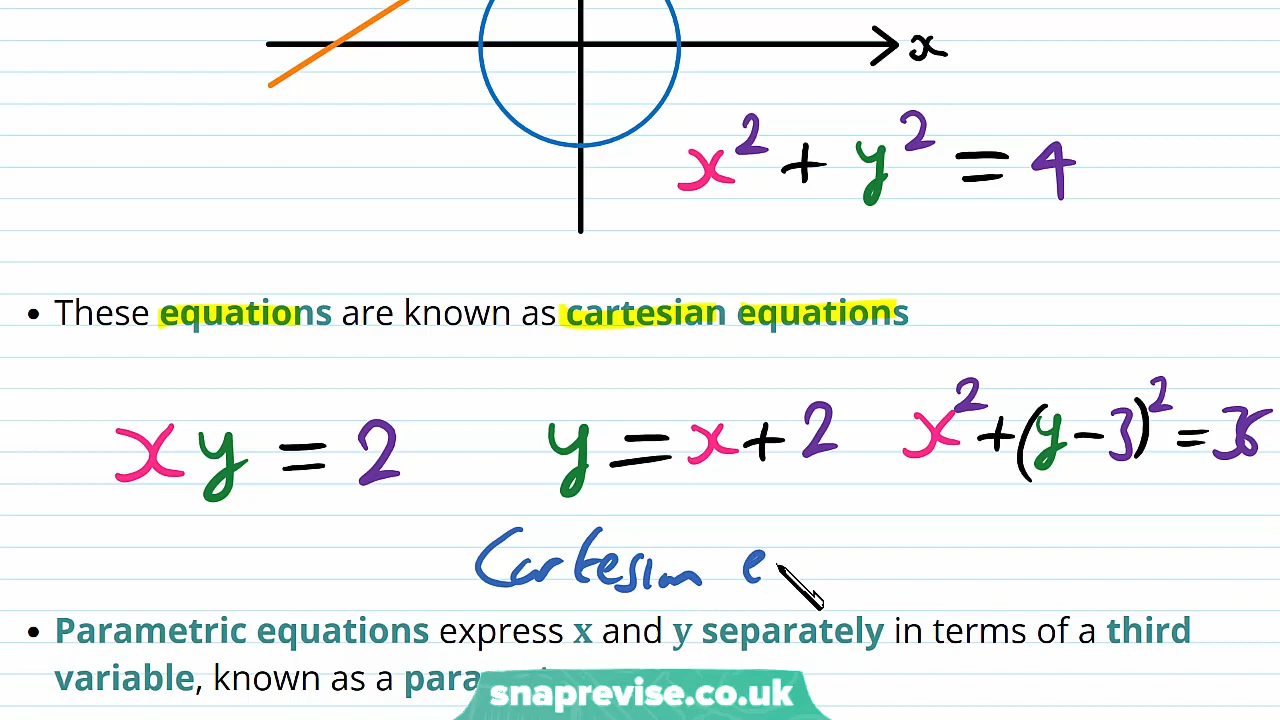 x
x² + y² = 4
• These equations are known as cartesian equations
xy = 2 y = x + 2 x² + (y - 3)² = 36
Cartesian e
• Parametric equations express x and y separately in terms of a third
variable, known as a para
snaprevise.co.uk